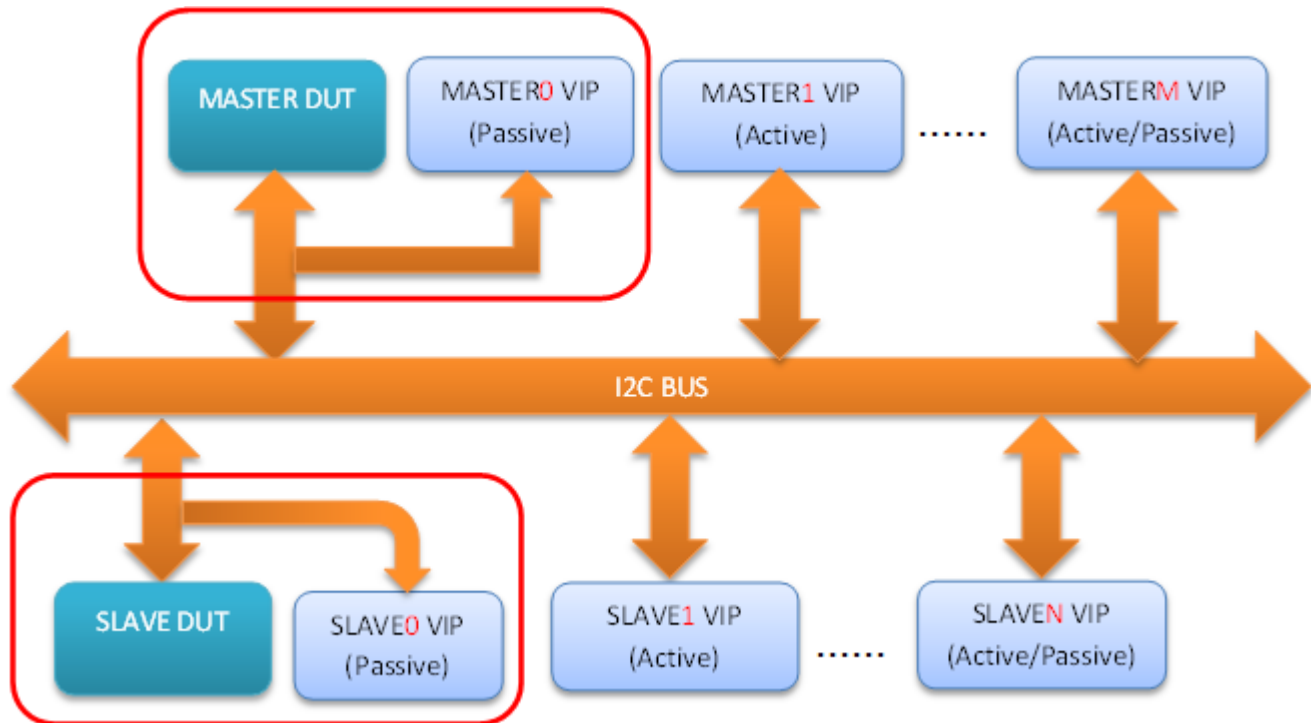 MASTER DUT
MASTER0 VIP
(Passive)
MASTER1 VIP
(Active)
......
MASTERM VIP
(Active/Passive)
I2C BUS
SLAVE DUT
SLAVE0 VIP
(Passive)
SLAVE1 VIP
(Active)
......
SLAVEN VIP
(Active/Passive)